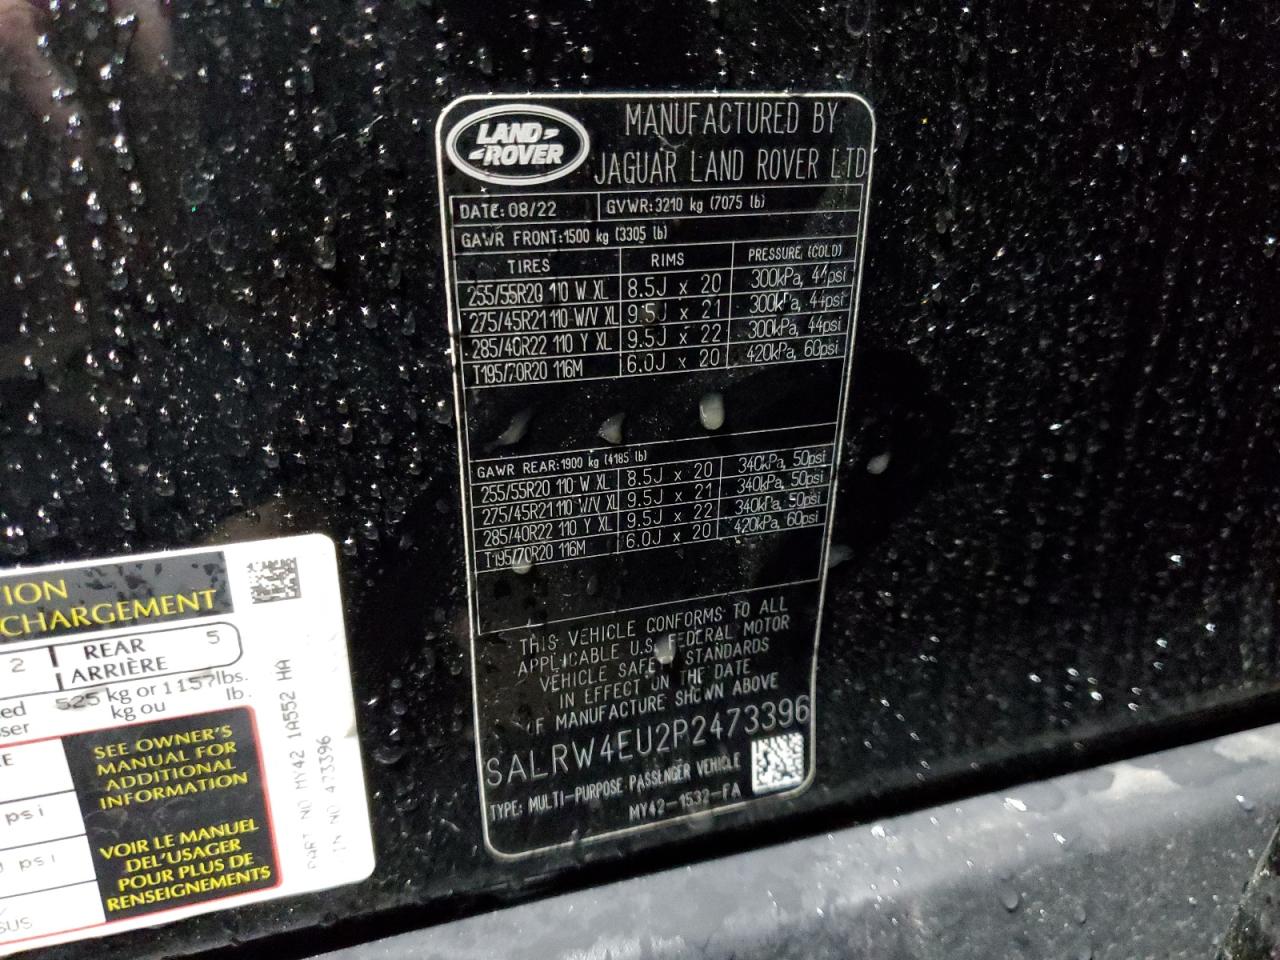 LAND-
-ROVER
MANUFACTURED BY
JAGUAR LAND ROVER LTD
DATE: 08/22 GVWR: 3210 kg (7075 lb)
GAWR FRONT: 1500 kg (3305 lb)
TIRES RIMS PRESSURE (COLD)
255/55R20 110 W XL 8.5J x 20 300kPa, 44psi
275/45R21 110 W/V XL 9.5J x 21 300kPa, 44psi
285/40R22 110 Y XL 9.5J x 22 300kPa, 44psi
T195/70R20 116M 6.0J x 20 420kPa, 60psi
GAWR REAR: 1900 kg (4185 lb)
255/55R20 110 W XL 8.5J x 20 340kPa, 50psi
275/45R21 110 W/V XL 9.5J x 21 340kPa, 50psi
285/40R22 110 Y XL 9.5J x 22 340kPa, 50psi
T195/70R20 116M 6.0J x 20 420kPa, 60psi
THIS VEHICLE CONFORMS TO ALL
APPLICABLE U.S. FEDERAL MOTOR
VEHICLE SAFETY STANDARDS
IN EFFECT ON THE DATE
OF MANUFACTURE SHOWN ABOVE
SALRW4EU2P2473396
TYPE: MULTI-PURPOSE PASSENGER VEHICLE
MY42-1532-FA
TION
CHARGEMENT
2 REAR 5
ARRIÈRE
525 kg or 1157 lbs.
kg ou lb.
SEE OWNER'S
MANUAL FOR
ADDITIONAL
INFORMATION
psi
VOIR LE MANUEL
DEL'USAGER
POUR PLUS DE
RENSEIGNEMENTS
psi
PART NO MY42 1A552 HA
VIN NO 473396